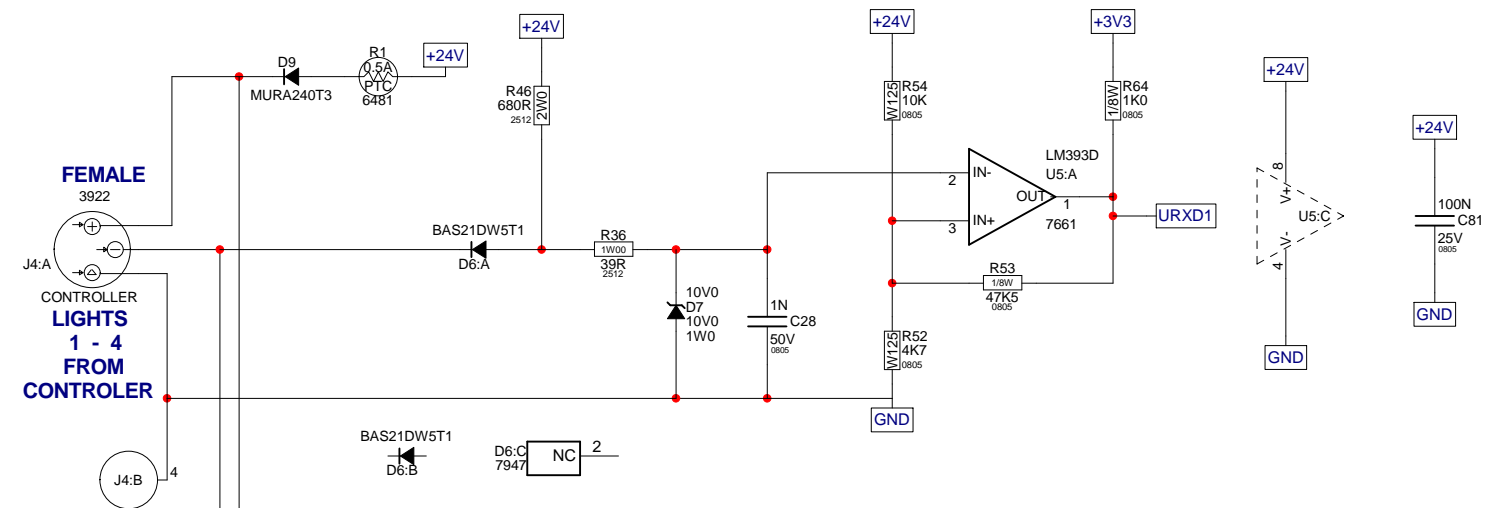 +24V
+24V
+3V3
+24V
R1
0.5A
PTC
6481
D9
MURA240T3
+24V
R46
680R
2512
2W0
R54
10K
0805
W125
R64
1K0
0805
1/8W
+24V
FEMALE
3922
J4:A
CONTROLLER
LIGHTS
1 - 4
FROM
CONTROLER
BAS21DW5T1
D6:A
R36
1W00
39R
2512
LM393D
U5:A
IN-
2
IN+
3
OUT
1
7661
URXD1
8
V+
U5:C
V-
4
100N
C81
25V
0805
R53
1/8W
47K5
0805
10V0
D7
10V0
1W0
1N
C28
50V
0805
R52
4K7
0805
W125
GND
GND
GND
BAS21DW5T1
D6:B
D6:C
7947
NC
2
J4:B
4